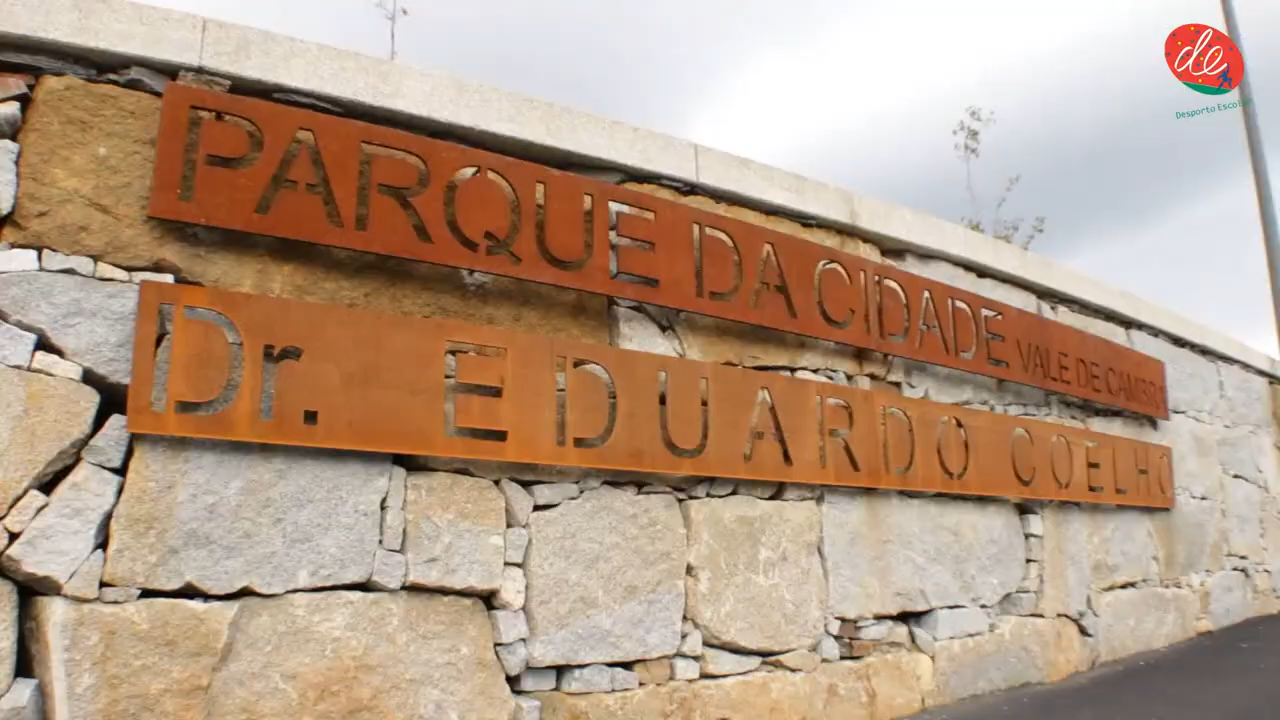 PARQUE DA CIDADE VALE DE CAMBRA
Dr. EDUARDO COELHO
de
Desporto Escolar